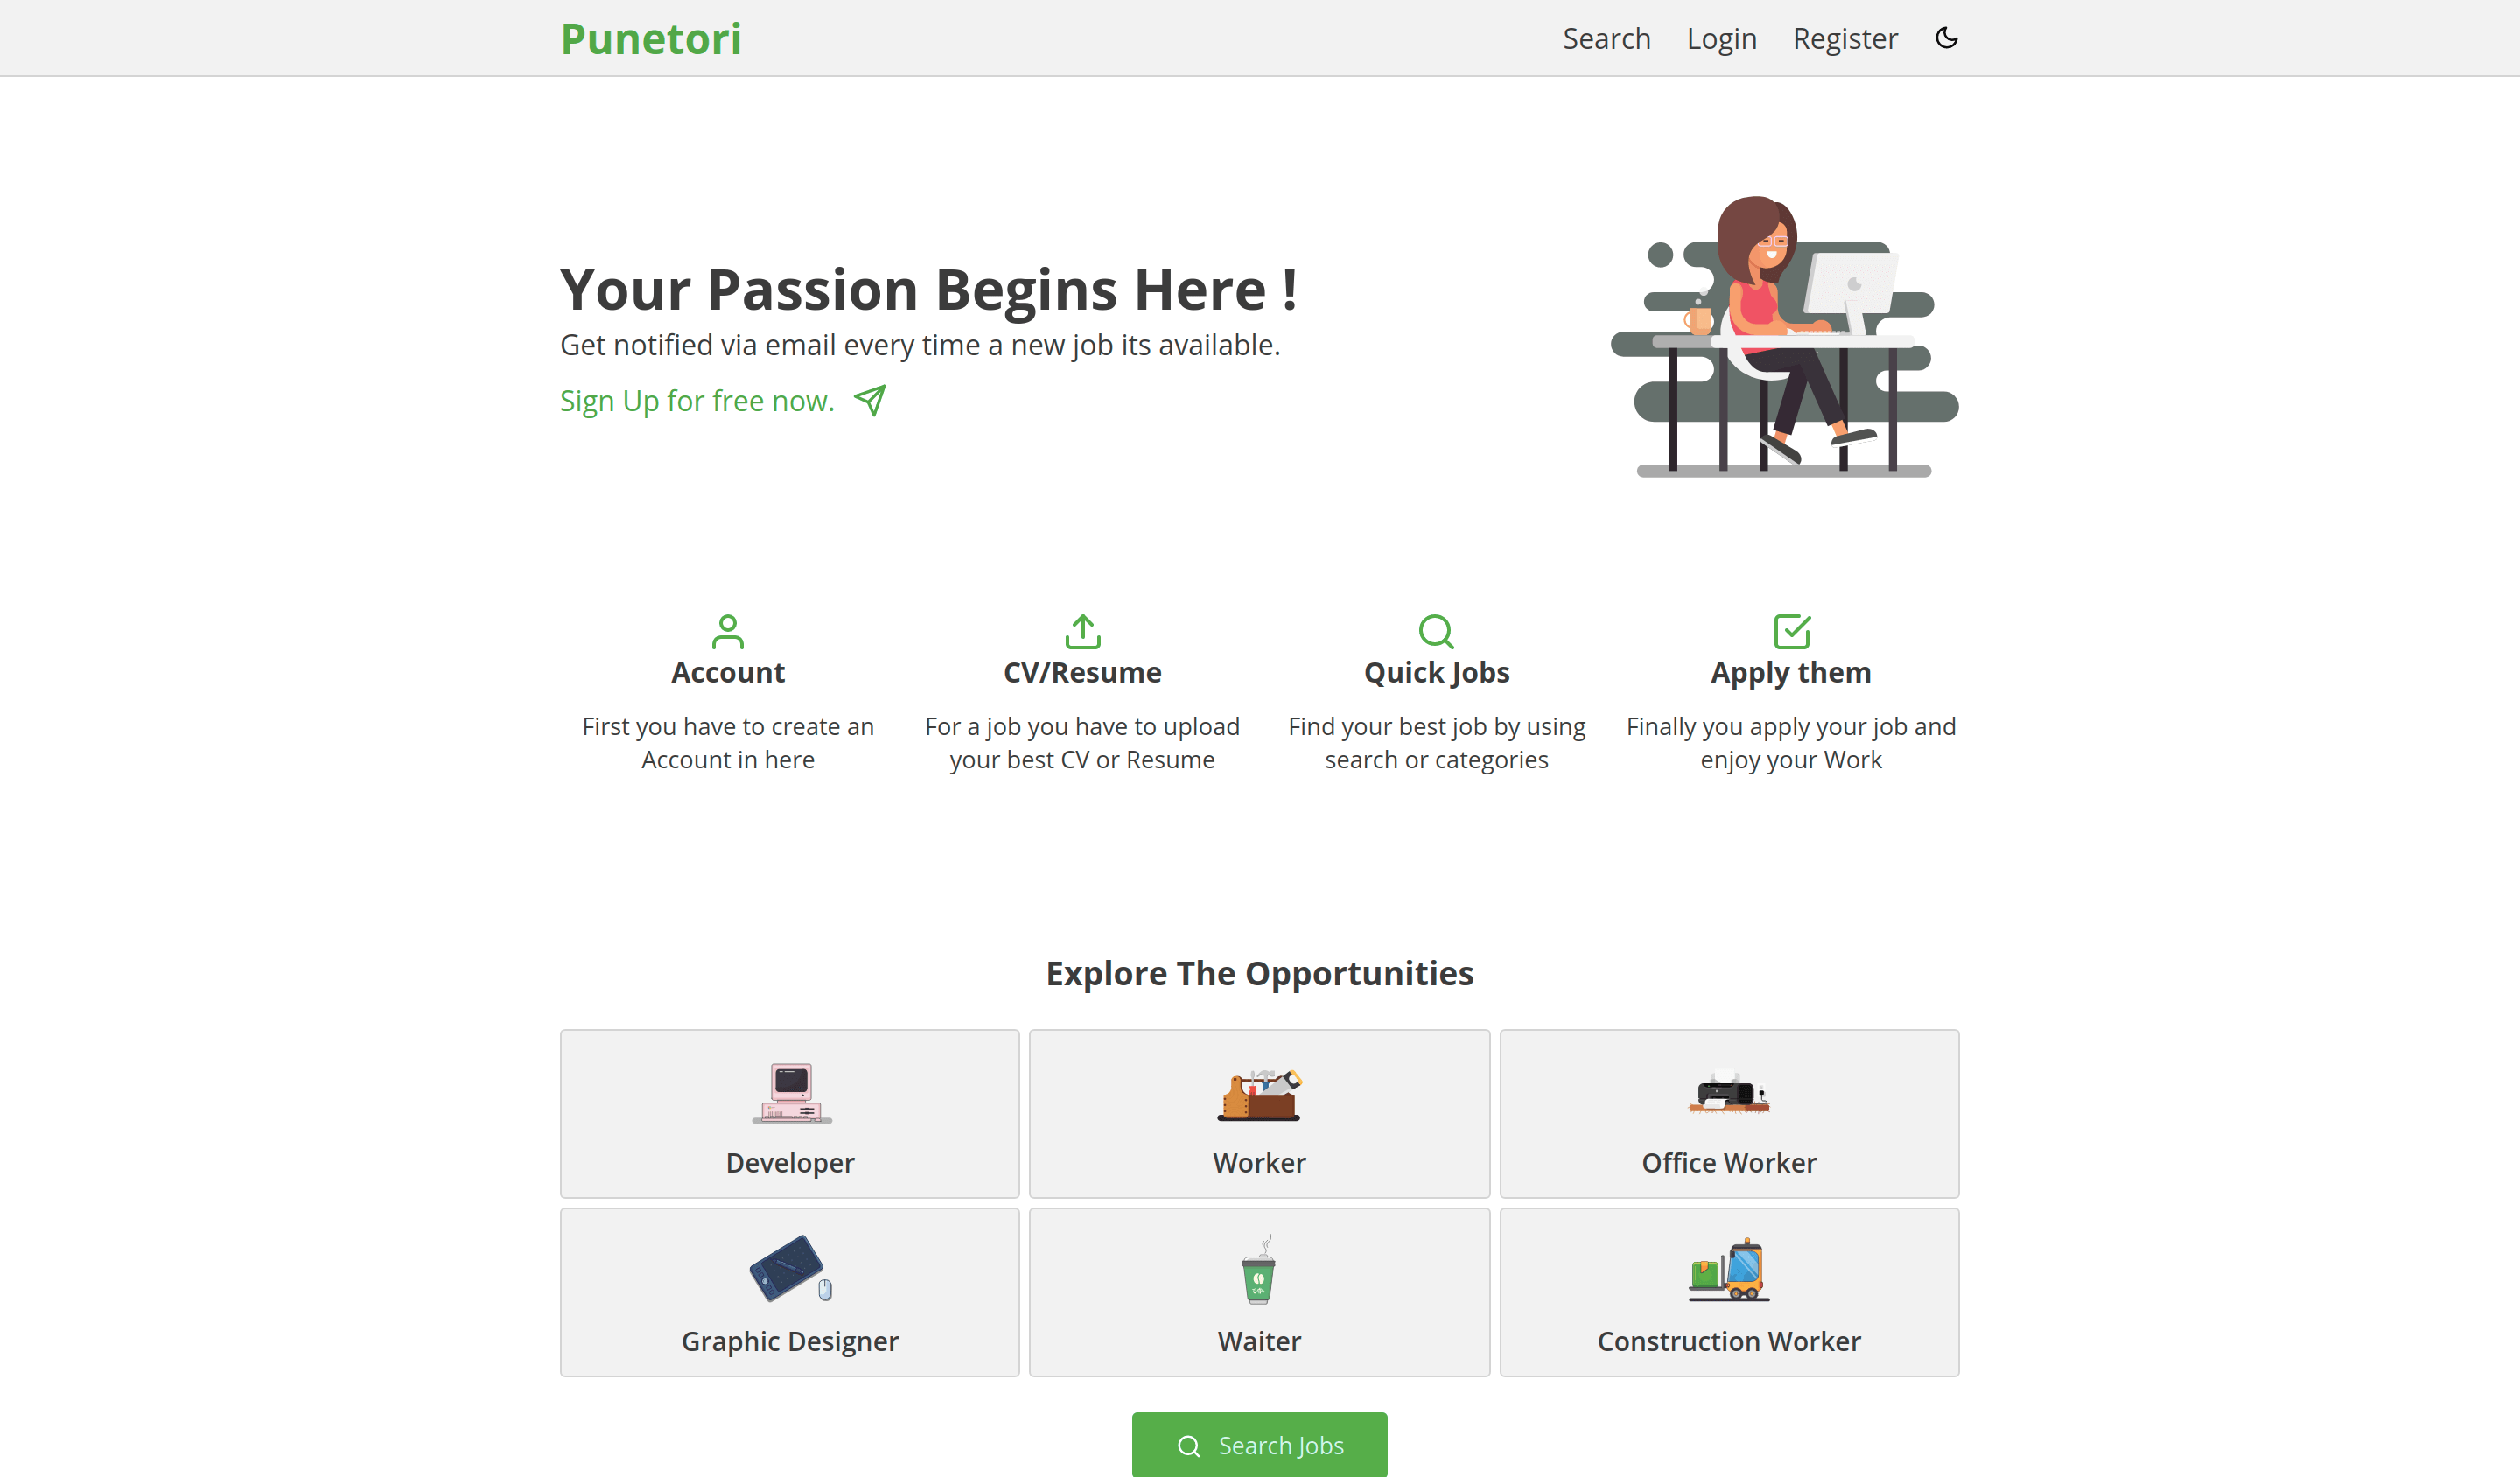 Punetori
Search Login Register
Your Passion Begins Here !
Get notified via email every time a new job its available.
Sign Up for free now.
Account
First you have to create an
Account in here
CV/Resume
For a job you have to upload
your best CV or Resume
Quick Jobs
Find your best job by using
search or categories
Apply them
Finally you apply your job and
enjoy your Work
Explore The Opportunities
Developer
Worker
Office Worker
Graphic Designer
Waiter
Construction Worker
Search Jobs